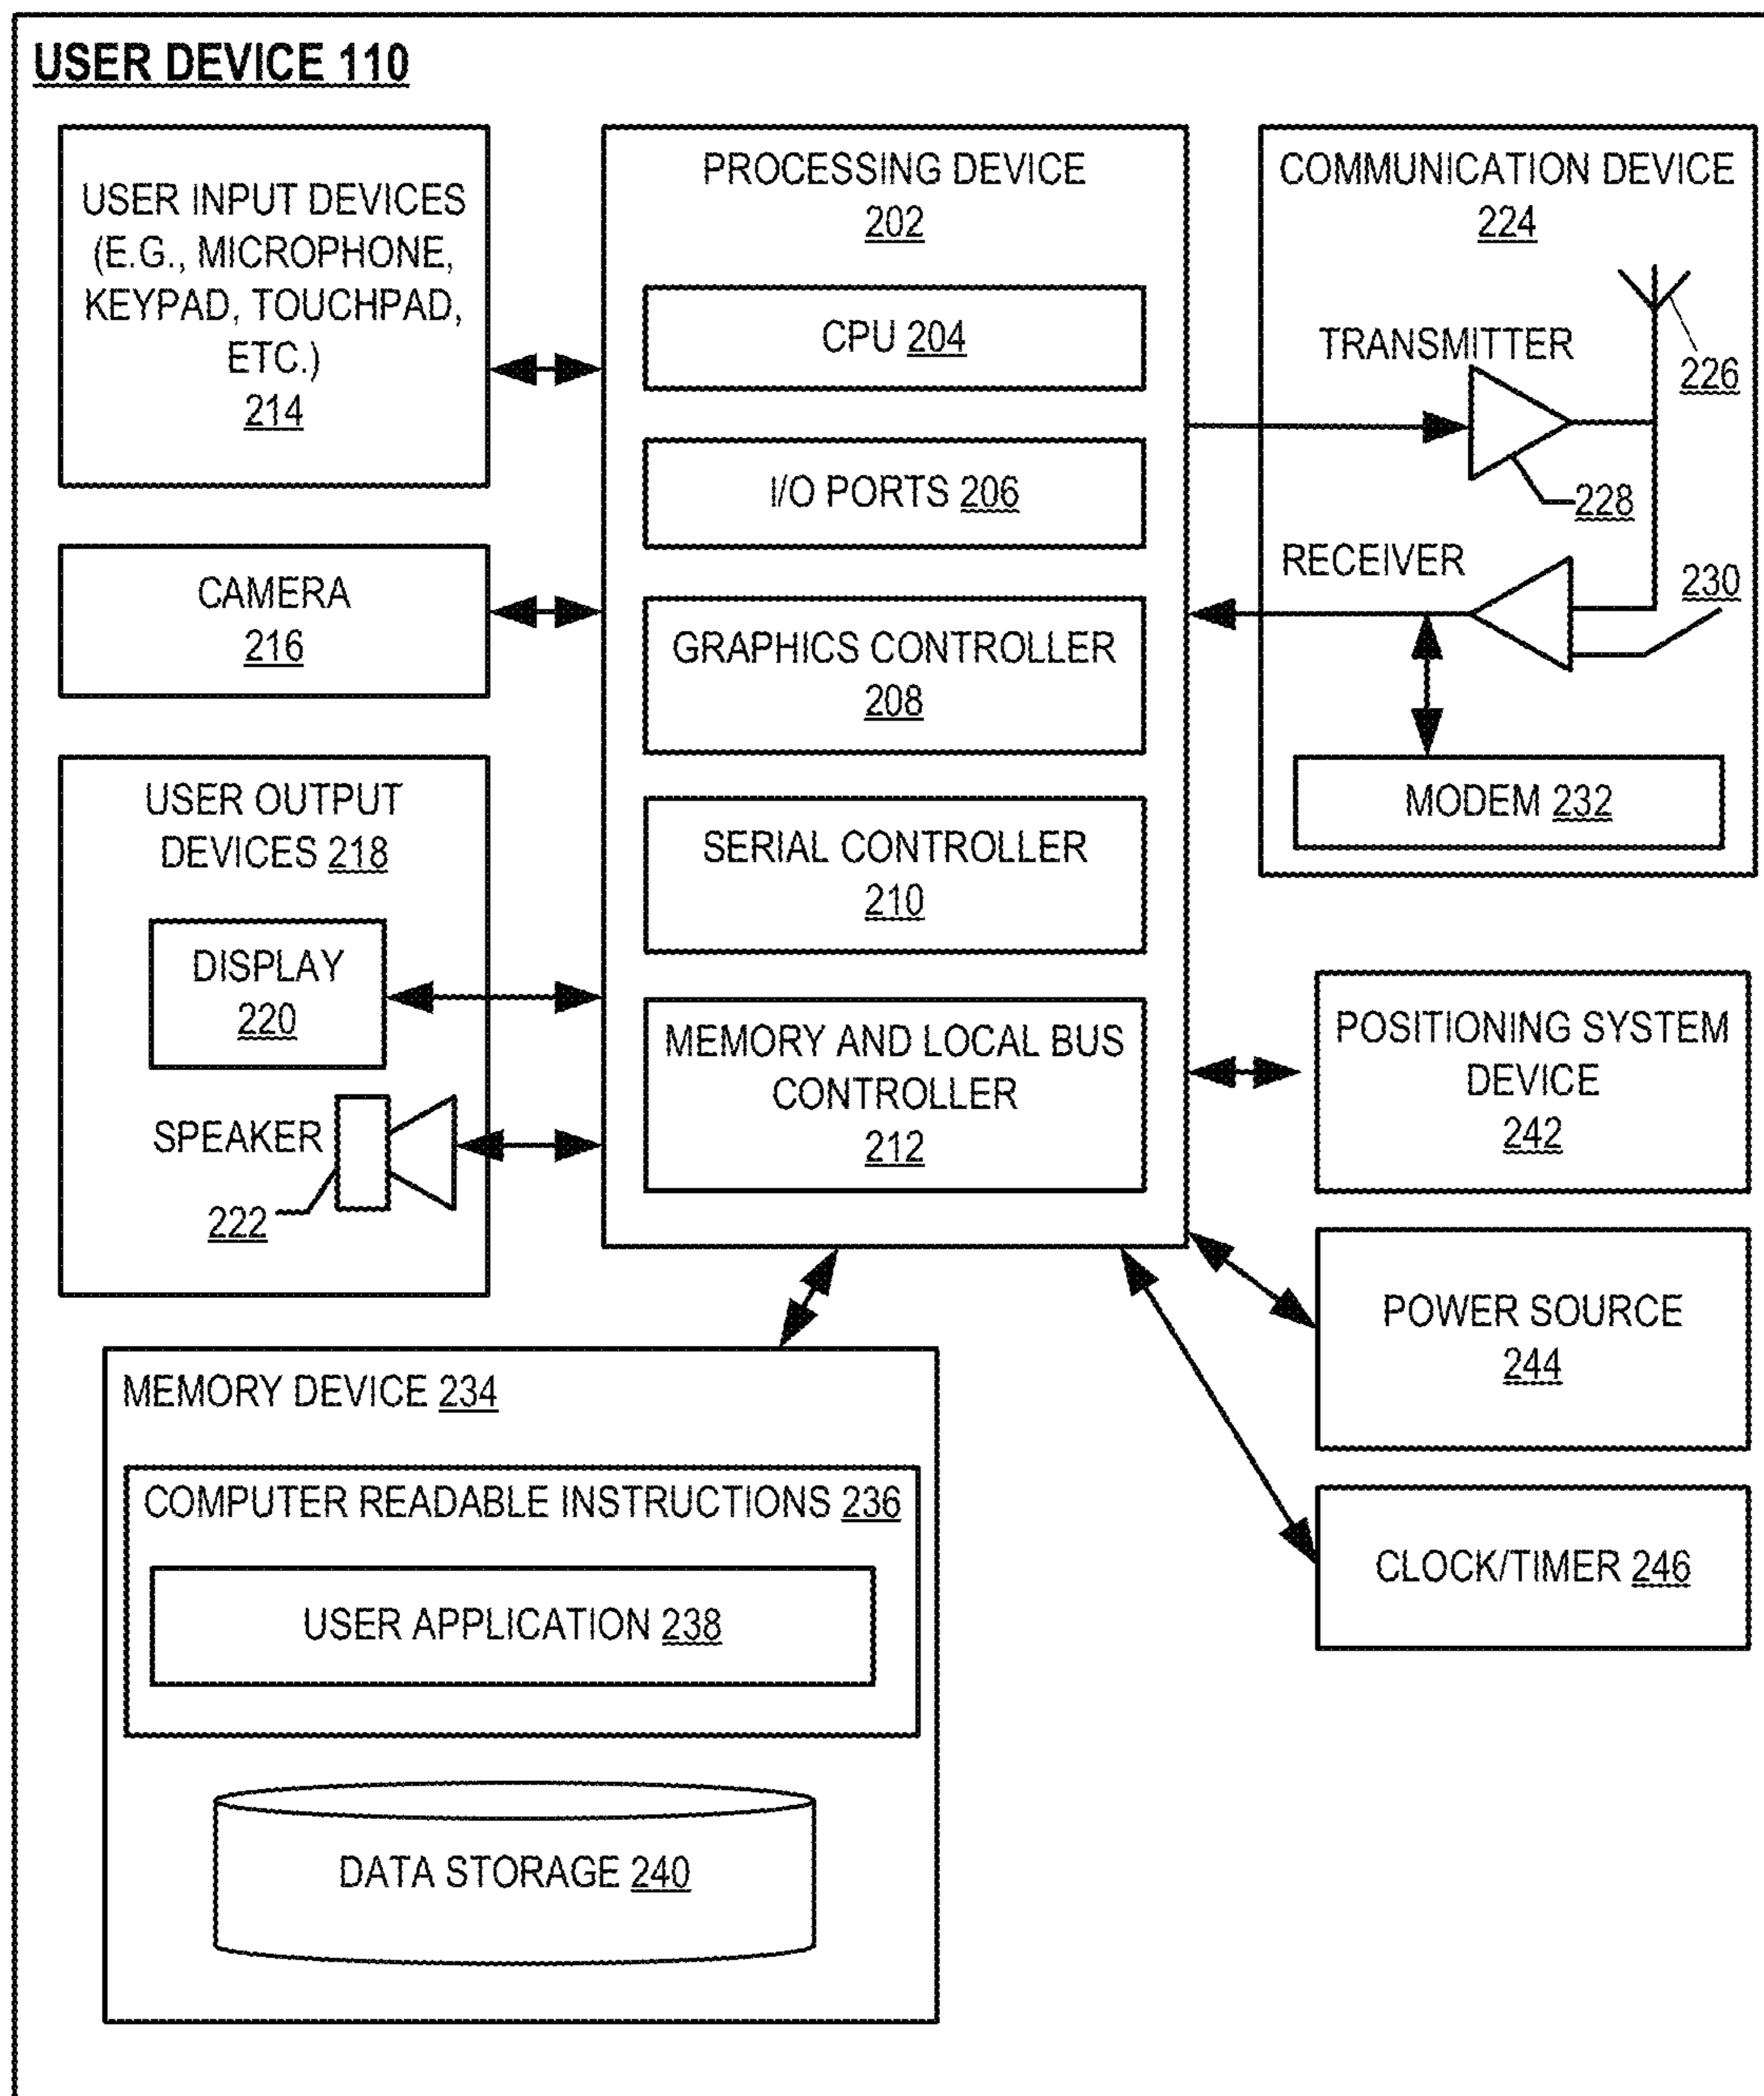 USER DEVICE 110
USER INPUT DEVICES
(E.G., MICROPHONE,
KEYPAD, TOUCHPAD,
ETC.)
214
CAMERA
216
USER OUTPUT
DEVICES 218
DISPLAY
220
SPEAKER
222
PROCESSING DEVICE
202
CPU 204
I/O PORTS 206
GRAPHICS CONTROLLER
208
SERIAL CONTROLLER
210
MEMORY AND LOCAL BUS
CONTROLLER
212
COMMUNICATION DEVICE
224
TRANSMITTER
226
228
RECEIVER
230
MODEM 232
POSITIONING SYSTEM
DEVICE
242
POWER SOURCE
244
CLOCK/TIMER 246
MEMORY DEVICE 234
COMPUTER READABLE INSTRUCTIONS 236
USER APPLICATION 238
DATA STORAGE 240